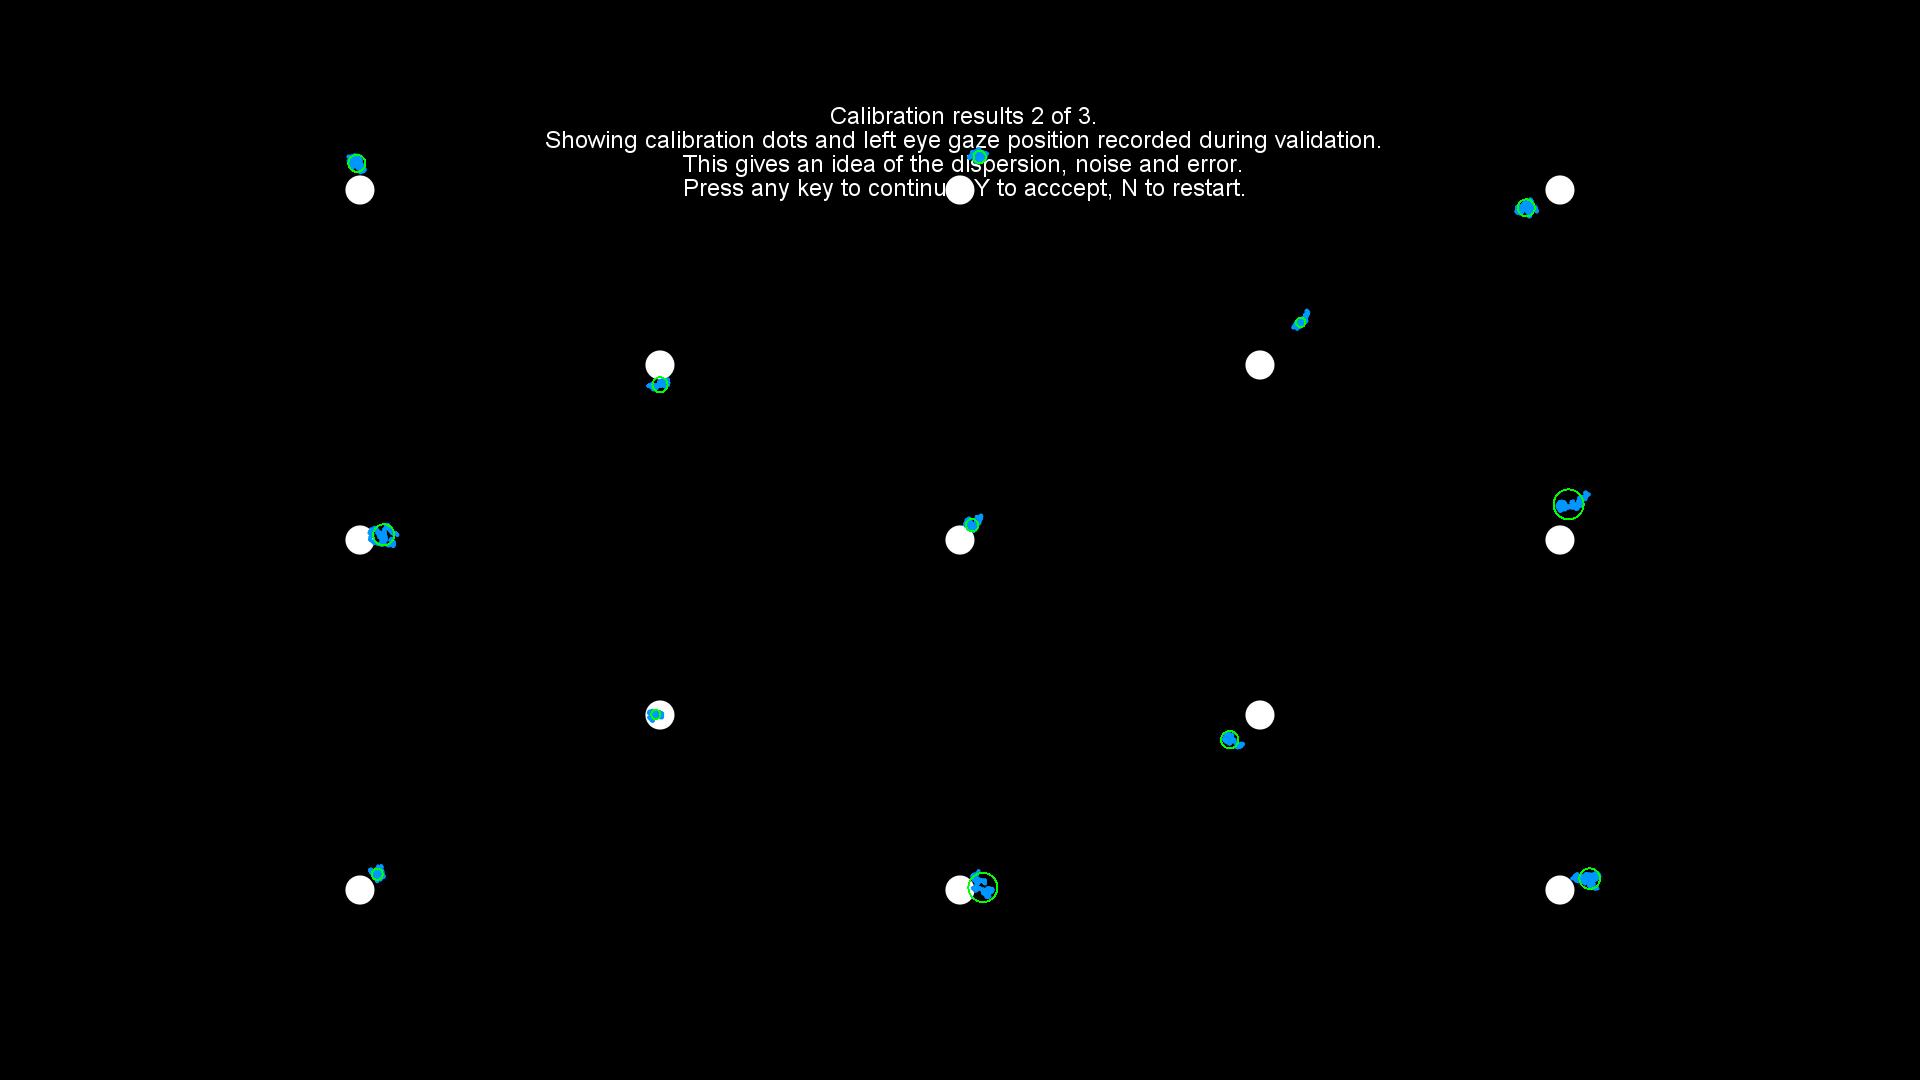 Calibration results 2 of 3.
Showing calibration dots and left eye gaze position recorded during validation.
This gives an idea of the dispersion, noise and error.
Press any key to continu Y to acccept, N to restart.